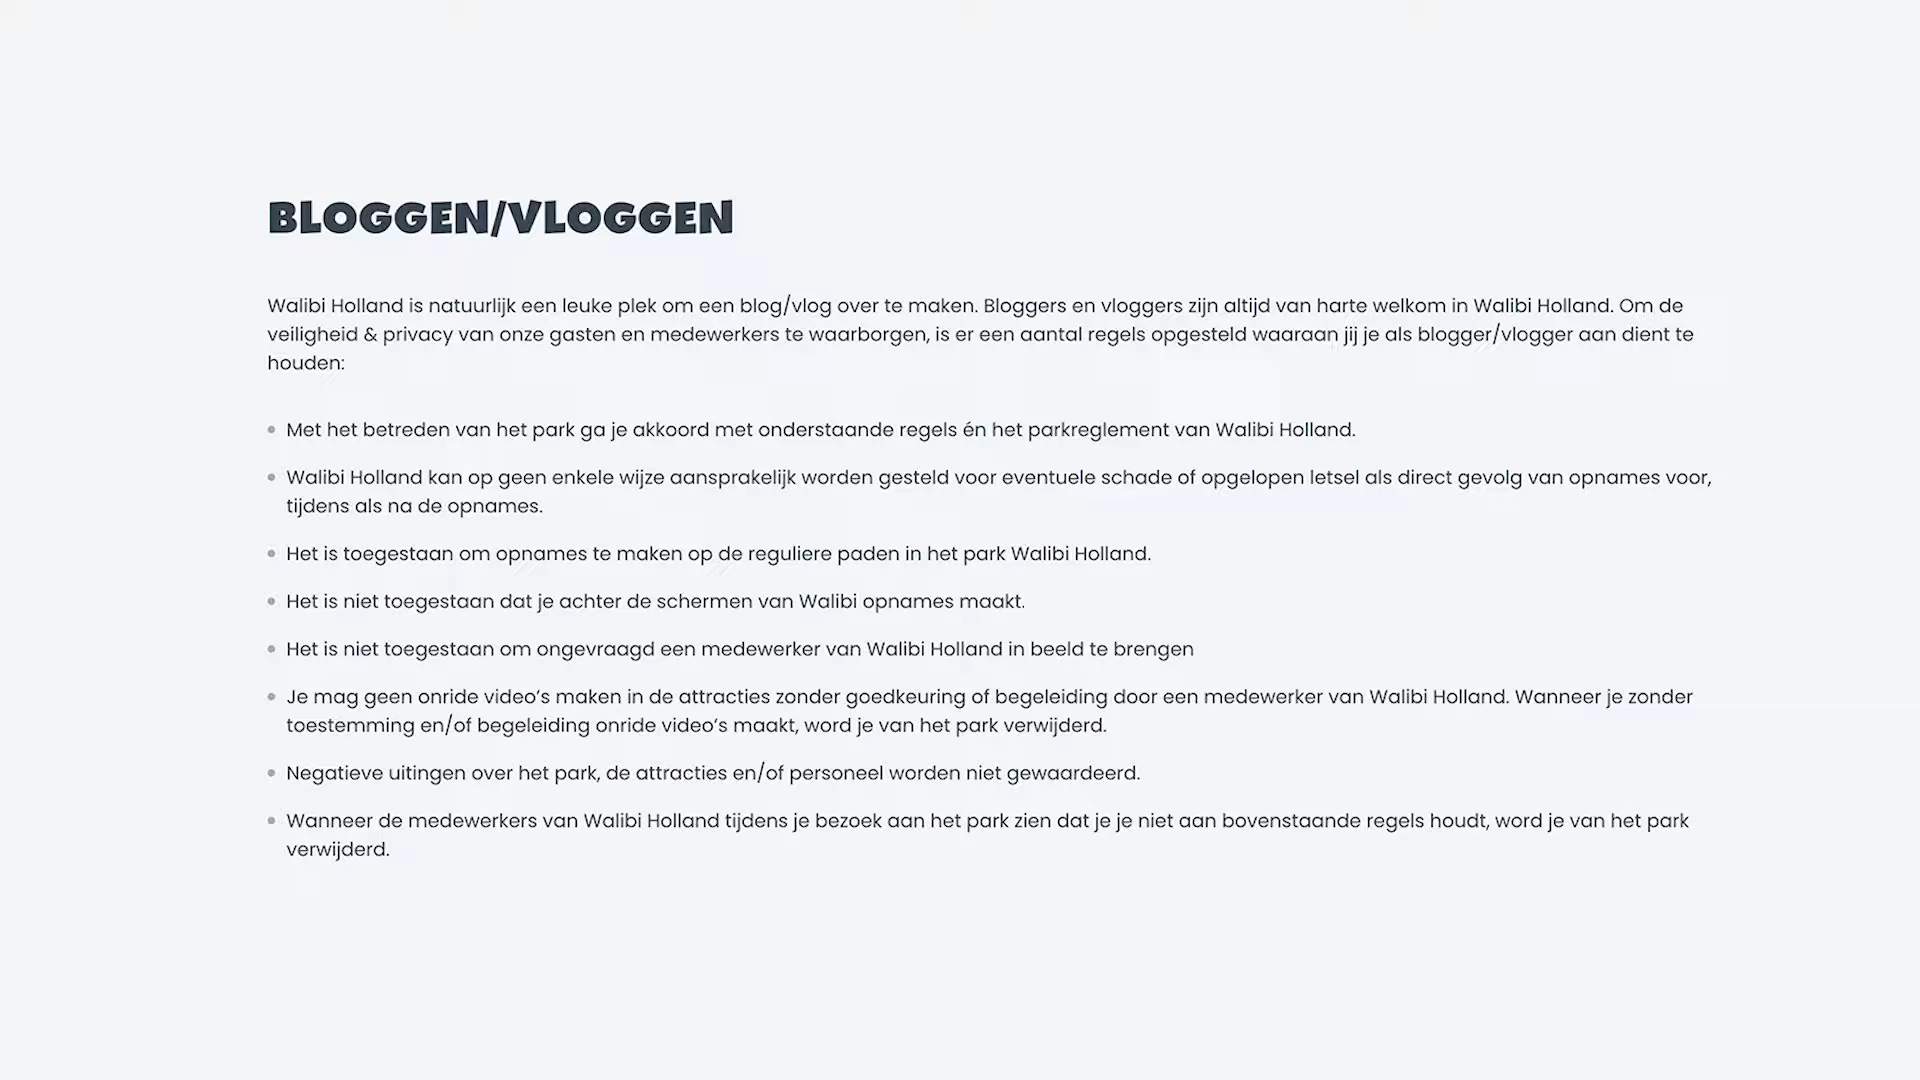 BLOGGEN/VLOGGEN
Walibi Holland is natuurlijk een leuke plek om een blog/vlog over te maken. Bloggers en vloggers zijn altijd van harte welkom in Walibi Holland. Om de
veiligheid & privacy van onze gasten en medewerkers te waarborgen, is er een aantal regels opgesteld waaraan jij je als blogger/vlogger aan dient te
houden:
• Met het betreden van het park ga je akkoord met onderstaande regels én het parkreglement van Walibi Holland.
• Walibi Holland kan op geen enkele wijze aansprakelijk worden gesteld voor eventuele schade of opgelopen letsel als direct gevolg van opnames voor,
tijdens als na de opnames.
• Het is toegestaan om opnames te maken op de reguliere paden in het park Walibi Holland.
• Het is niet toegestaan dat je achter de schermen van Walibi opnames maakt.
• Het is niet toegestaan om ongevraagd een medewerker van Walibi Holland in beeld te brengen
• Je mag geen onride video’s maken in de attracties zonder goedkeuring of begeleiding door een medewerker van Walibi Holland. Wanneer je zonder
toestemming en/of begeleiding onride video’s maakt, word je van het park verwijderd.
• Negatieve uitingen over het park, de attracties en/of personeel worden niet gewaardeerd.
• Wanneer de medewerkers van Walibi Holland tijdens je bezoek aan het park zien dat je je niet aan bovenstaande regels houdt, word je van het park
verwijderd.